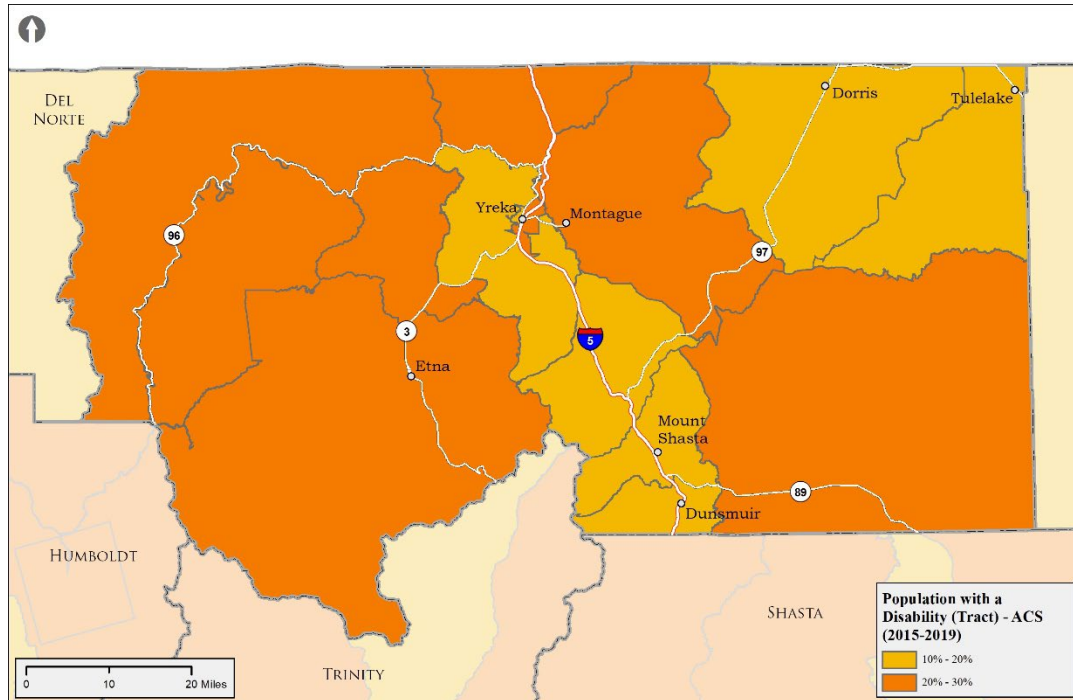 DEL
NORTE
Dorris
Tulelake
Yreka
Montague
96
97
3
5
Etna
Mount
Shasta
89
Dunsmuir
HUMBOLDT
SHASTA
TRINITY
Population with a
Disability (Tract) - ACS
(2015-2019)
10% - 20%
20% - 30%
0 10 20 Miles